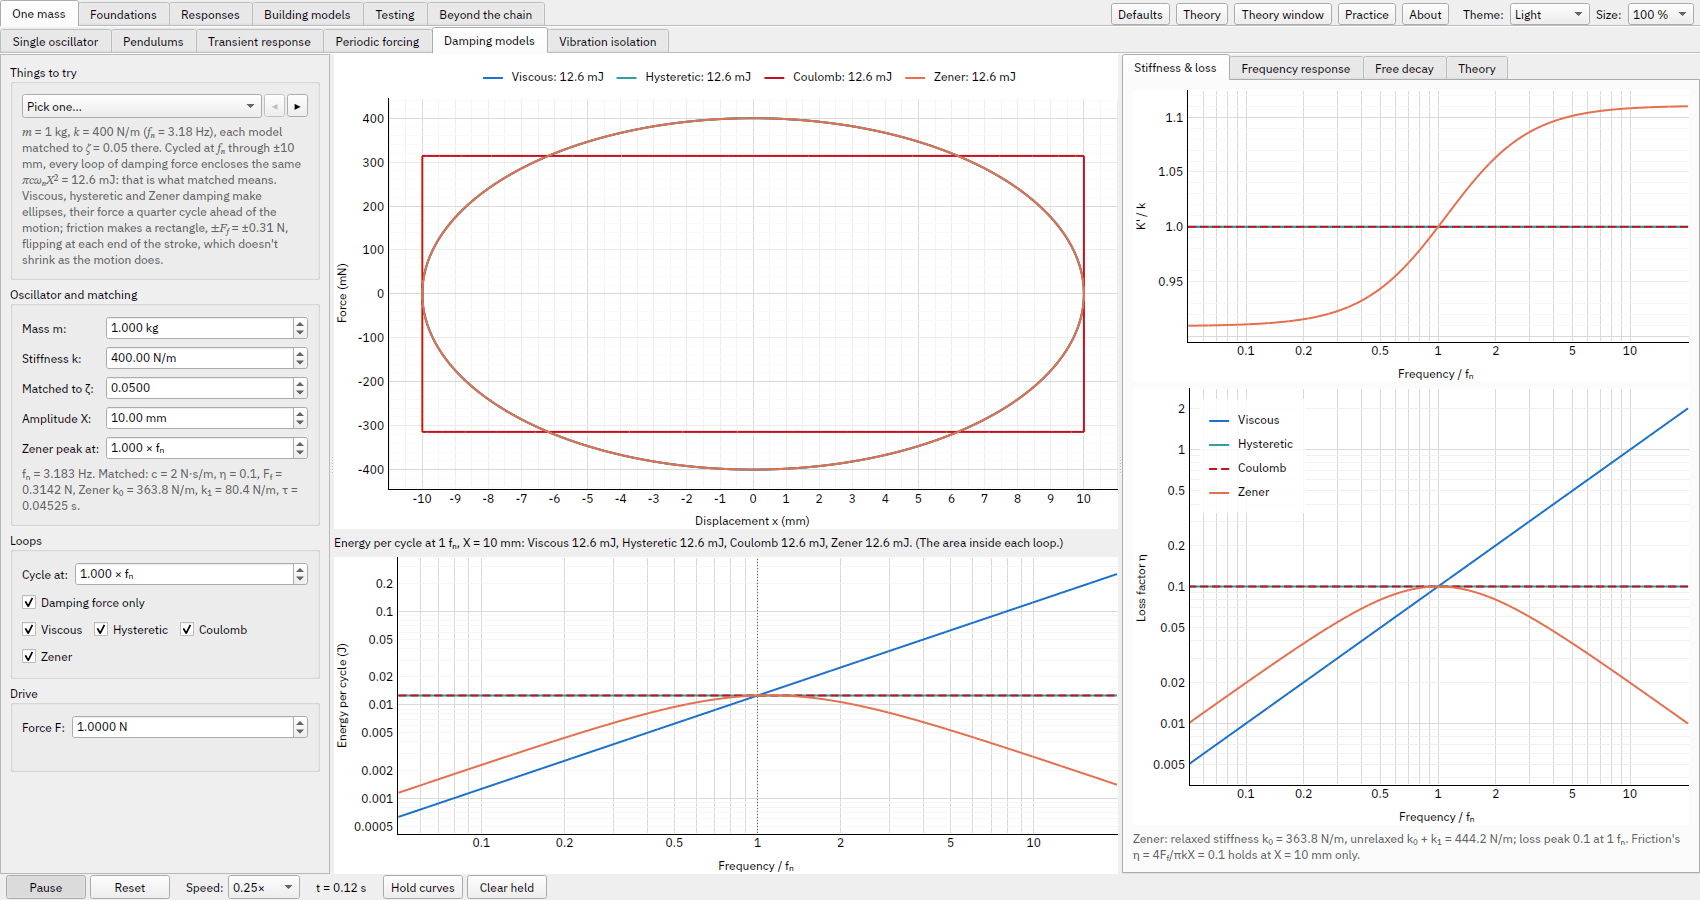 One mass
Foundations
Responses
Building models
Testing
Beyond the chain
Defaults
Theory
Theory window
Practice
About
Theme:
Light
Size:
100 %
Single oscillator
Pendulums
Transient response
Periodic forcing
Damping models
Vibration isolation
Things to try
Pick one...
m = 1 kg, k = 400 N/m (fₙ = 3.18 Hz), each model
matched to ζ = 0.05 there. Cycled at fₙ through ±10
mm, every loop of damping force encloses the same
πcωₙX² = 12.6 mJ: that is what matched means.
Viscous, hysteretic and Zener damping make
ellipses, their force a quarter cycle ahead of the
motion; friction makes a rectangle, ±F_f = ±0.31 N,
flipping at each end of the stroke, which doesn't
shrink as the motion does.
Oscillator and matching
Mass m: 1.000 kg
Stiffness k: 400.00 N/m
Matched to ζ: 0.0500
Amplitude X: 10.00 mm
Zener peak at: 1.000 × fₙ
fₙ = 3.183 Hz. Matched: c = 2 N·s/m, η = 0.1, F_f =
0.3142 N, Zener k₀ = 363.8 N/m, k₁ = 80.4 N/m, τ =
0.04525 s.
Loops
Cycle at: 1.000 × fₙ
Damping force only
Viscous
Hysteretic
Coulomb
Zener
Drive
Force F: 1.0000 N
Viscous: 12.6 mJ
Hysteretic: 12.6 mJ
Coulomb: 12.6 mJ
Zener: 12.6 mJ
Force (mN)
400
300
200
100
0
-100
-200
-300
-400
-10 -9 -8 -7 -6 -5 -4 -3 -2 -1 0 1 2 3 4 5 6 7 8 9 10
Displacement x (mm)
Energy per cycle at 1 fₙ, X = 10 mm: Viscous 12.6 mJ, Hysteretic 12.6 mJ, Coulomb 12.6 mJ, Zener 12.6 mJ. (The area inside each loop.)
Energy per cycle (J)
0.2
0.1
0.05
0.02
0.01
0.005
0.002
0.001
0.0005
0.1 0.2 0.5 1 2 5 10
Frequency / fₙ
Stiffness & loss
Frequency response
Free decay
Theory
K' / k
1.1
1.05
1.0
0.95
0.1 0.2 0.5 1 2 5 10
Frequency / fₙ
Viscous
Hysteretic
Coulomb
Zener
Loss factor η
2
1
0.5
0.2
0.1
0.05
0.02
0.01
0.005
0.1 0.2 0.5 1 2 5 10
Frequency / fₙ
Zener: relaxed stiffness k₀ = 363.8 N/m, unrelaxed k₀ + k₁ = 444.2 N/m; loss peak 0.1 at 1 fₙ. Friction's
η = 4F_f/πkX = 0.1 holds at X = 10 mm only.
Pause
Reset
Speed:
0.25×
t = 0.12 s
Hold curves
Clear held